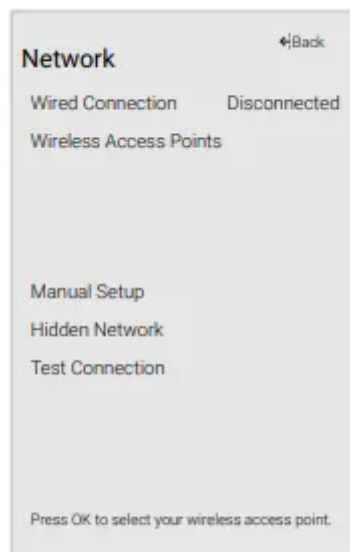 Back
Network
Wired Connection Disconnected
Wireless Access Points
Manual Setup
Hidden Network
Test Connection
Press OK to select your wireless access point.